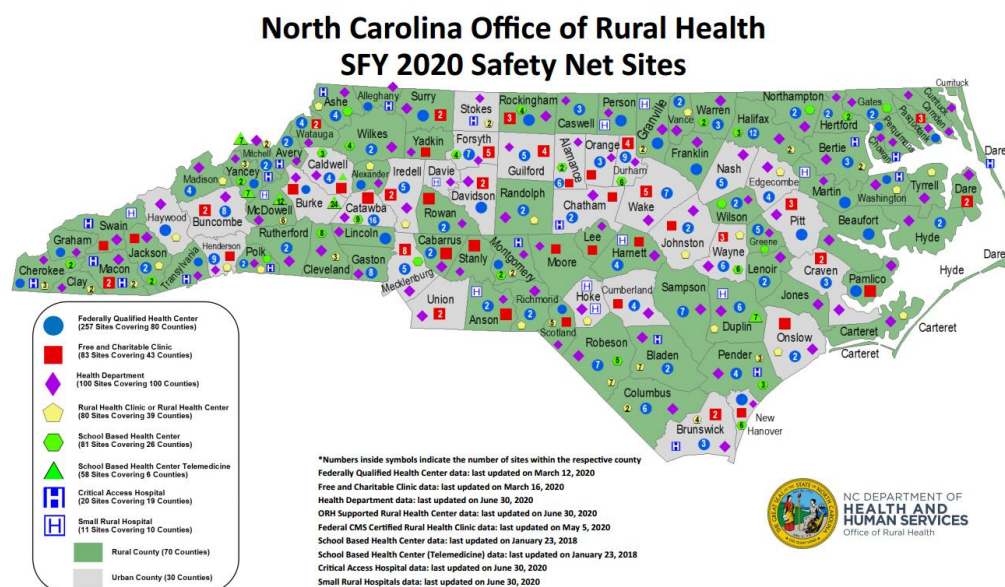 North Carolina Office of Rural Health
SFY 2020 Safety Net Sites
Currituck
Ashe
Alleghany
Surry
Stokes
Rockingham
Caswell
Person
Granville
Vance
Warren
Northampton
Gates
Currituck
Camden
Pasquotank
Perquimans
Chowan
Hertford
Halifax
Bertie
Watauga
Wilkes
Yadkin
Forsyth
Guilford
Alamance
Orange
Durham
Franklin
Nash
Edgecombe
Martin
Washington
Tyrrell
Dare
Dare
Mitchell
Avery
Caldwell
Alexander
Iredell
Davie
Davidson
Randolph
Chatham
Wake
Wilson
Pitt
Beaufort
Hyde
Madison
Yancey
Burke
Catawba
Rowan
Haywood
Buncombe
McDowell
Rutherford
Lincoln
Cabarrus
Stanly
Montgomery
Moore
Lee
Harnett
Johnston
Wayne
Greene
Lenoir
Craven
Pamlico
Hyde
Dare
Swain
Graham
Jackson
Cherokee
Macon
Clay
Transylvania
Henderson
Polk
Cleveland
Gaston
Mecklenburg
Union
Anson
Richmond
Scotland
Hoke
Cumberland
Sampson
Duplin
Jones
Onslow
Carteret
Carteret
Carteret
Robeson
Bladen
Pender
Columbus
Brunswick
New
Hanover
Federally Qualified Health Center
(257 Sites Covering 80 Counties)
Free and Charitable Clinic
(83 Sites Covering 43 Counties)
Health Department
(100 Sites Covering 100 Counties)
Rural Health Clinic or Rural Health Center
(80 Sites Covering 39 Counties)
School Based Health Center
(81 Sites Covering 26 Counties)
School Based Health Center Telemedicine
(58 Sites Covering 6 Counties)
Critical Access Hospital
(20 Sites Covering 19 Counties)
Small Rural Hospital
(11 Sites Covering 10 Counties)
Rural County (70 Counties)
Urban County (30 Counties)
*Numbers inside symbols indicate the number of sites within the respective county
Federally Qualified Health Center data: last updated on March 12, 2020
Free and Charitable Clinic data: last updated on March 16, 2020
Health Department data: last updated on June 30, 2020
ORH Supported Rural Health Center data: last updated on June 30, 2020
Federal CMS Certified Rural Health Clinic data: last updated on May 5, 2020
School Based Health Center data: last updated on January 23, 2018
School Based Health Center (Telemedicine) data: last updated on January 23, 2018
Critical Access Hospital data: last updated on June 30, 2020
Small Rural Hospitals data: last updated on June 30, 2020
NC DEPARTMENT OF
HEALTH AND
HUMAN SERVICES
Office of Rural Health